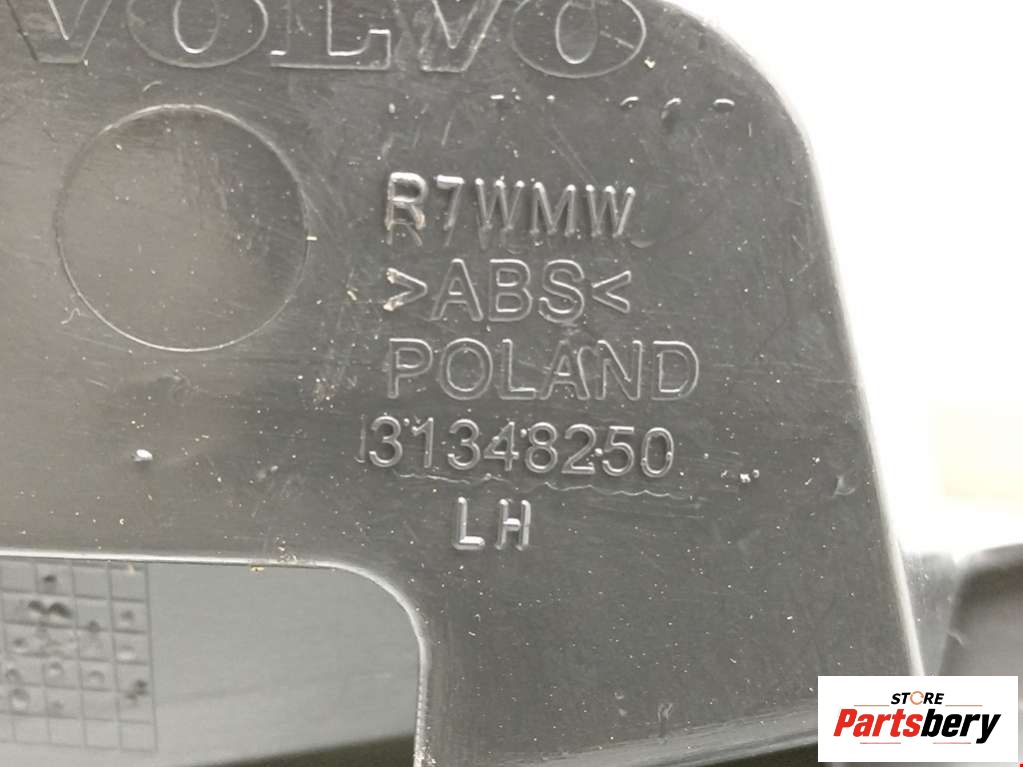 VOLVO
R7WMW
>ABS<
POLAND
31348250
LH
STORE
Partsbery